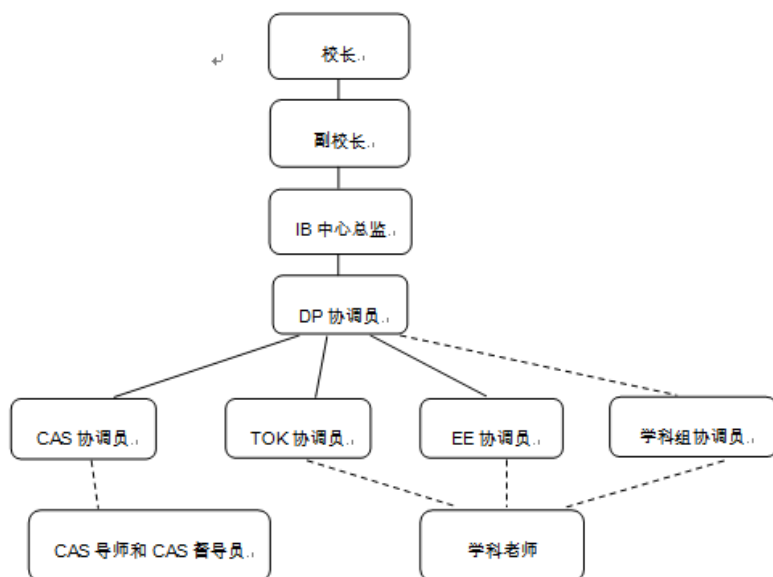 校长
副校长
IB 中心总监
DP 协调员
CAS 协调员
TOK 协调员
EE 协调员
学科组协调员
CAS 导师和 CAS 督导员
学科老师